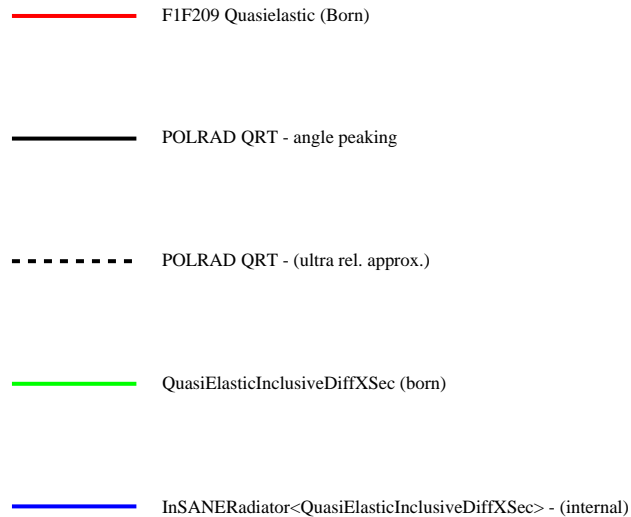 F1F209 Quasielastic (Born)
POLRAD QRT - angle peaking
POLRAD QRT - (ultra rel. approx.)
QuasiElasticInclusiveDiffXSec (born)
InSANERadiator<QuasiElasticInclusiveDiffXSec> - (internal)